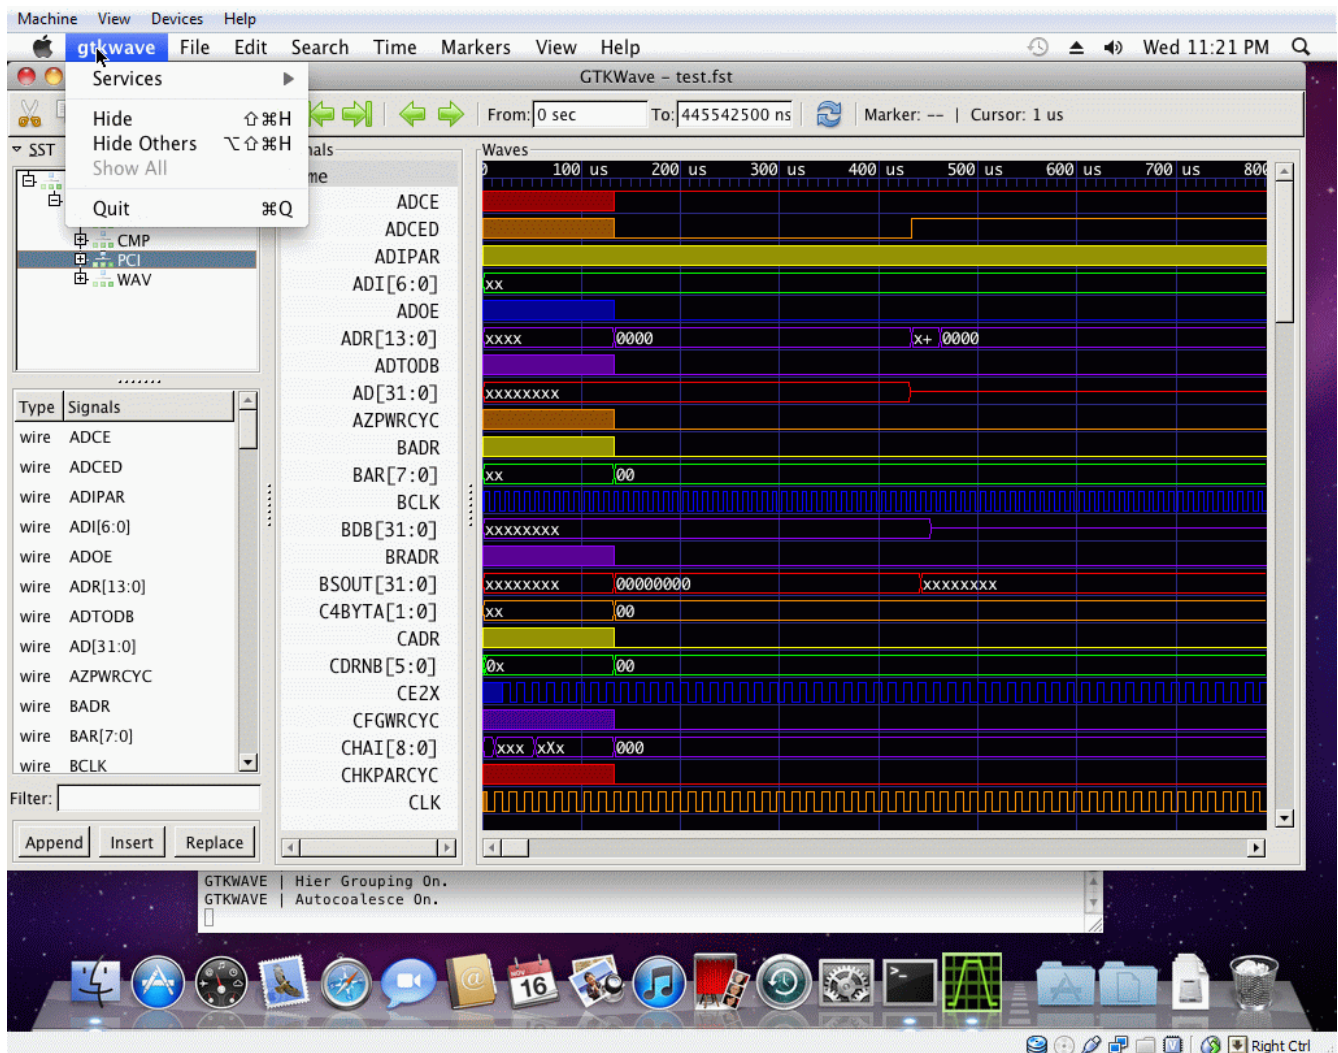 Machine View Devices Help
gtkwave File Edit Search Time Markers View Help Wed 11:21 PM
GTKWave – test.fst
Services
Hide ⇧⌘H
Hide Others ⌥⇧⌘H
Show All
Quit ⌘Q
From: 0 sec To: 445542500 ns Marker: -- | Cursor: 1 us
SST
CMP
PCI
WAV
Type Signals
wire ADCE
wire ADCED
wire ADIPAR
wire ADI[6:0]
wire ADOE
wire ADR[13:0]
wire ADTODB
wire AD[31:0]
wire AZPWRCYC
wire BADR
wire BAR[7:0]
wire BCLK
Filter:
Append Insert Replace
nals
me
ADCE
ADCED
ADIPAR
ADI[6:0]
ADOE
ADR[13:0]
ADTODB
AD[31:0]
AZPWRCYC
BADR
BAR[7:0]
BCLK
BDB[31:0]
BRADR
BSOUT[31:0]
C4BYTA[1:0]
CADR
CDRNB[5:0]
CE2X
CFGWRCYC
CHAI[8:0]
CHKPARCYC
CLK
Waves
100 us 200 us 300 us 400 us 500 us 600 us 700 us 800
xx
xxxx 0000 x+ 0000
xxxxxxxx
xx 00
xxxxxxxx
xxxxxxxx 00000000 xxxxxxxx
xx 00
0x 00
xxx xXx 000
GTKWAVE | Hier Grouping On.
GTKWAVE | Autocoalesce On.
NOV
16
Right Ctrl